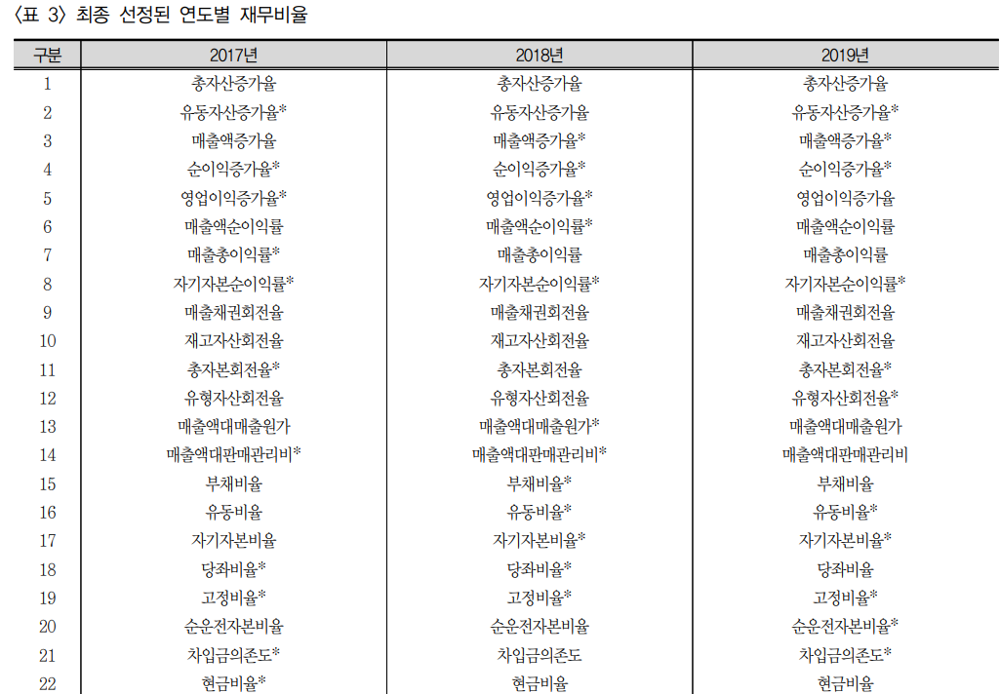 <표 3> 최종 선정된 연도별 재무비율
구분 2017년 2018년 2019년
1 총자산증가율 총자산증가율 총자산증가율
2 유동자산증가율* 유동자산증가율 유동자산증가율*
3 매출액증가율 매출액증가율* 매출액증가율*
4 순이익증가율* 순이익증가율* 순이익증가율*
5 영업이익증가율* 영업이익증가율* 영업이익증가율
6 매출액순이익률 매출액순이익률* 매출액순이익률
7 매출총이익률* 매출총이익률 매출총이익률
8 자기자본순이익률* 자기자본순이익률* 자기자본순이익률*
9 매출채권회전율 매출채권회전율 매출채권회전율
10 재고자산회전율 재고자산회전율 재고자산회전율
11 총자본회전율* 총자본회전율 총자본회전율*
12 유형자산회전율 유형자산회전율 유형자산회전율*
13 매출액대매출원가 매출액대매출원가* 매출액대매출원가
14 매출액대판매관리비* 매출액대판매관리비* 매출액대판매관리비
15 부채비율 부채비율* 부채비율
16 유동비율 유동비율* 유동비율*
17 자기자본비율 자기자본비율* 자기자본비율*
18 당좌비율* 당좌비율* 당좌비율
19 고정비율* 고정비율* 고정비율*
20 순운전자본비율 순운전자본비율 순운전자본비율*
21 차입금의존도* 차입금의존도 차입금의존도*
22 현금비율* 현금비율 현금비율